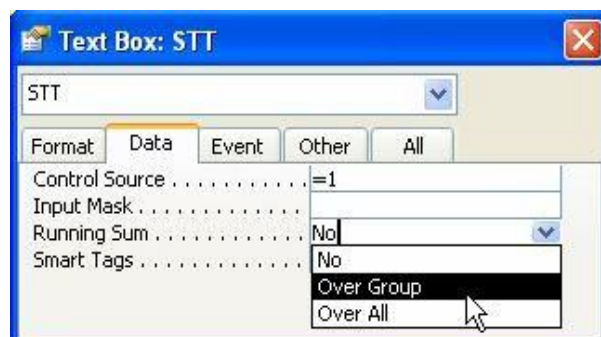 Text Box: STT
STT
Format Data Event Other All
Control Source . . . . . . . . . . . =1
Input Mask . . . . . . . . . . . . . .
Running Sum . . . . . . . . . . . . No
Smart Tags . . . . . . . . . . . . . No
Over Group
Over All